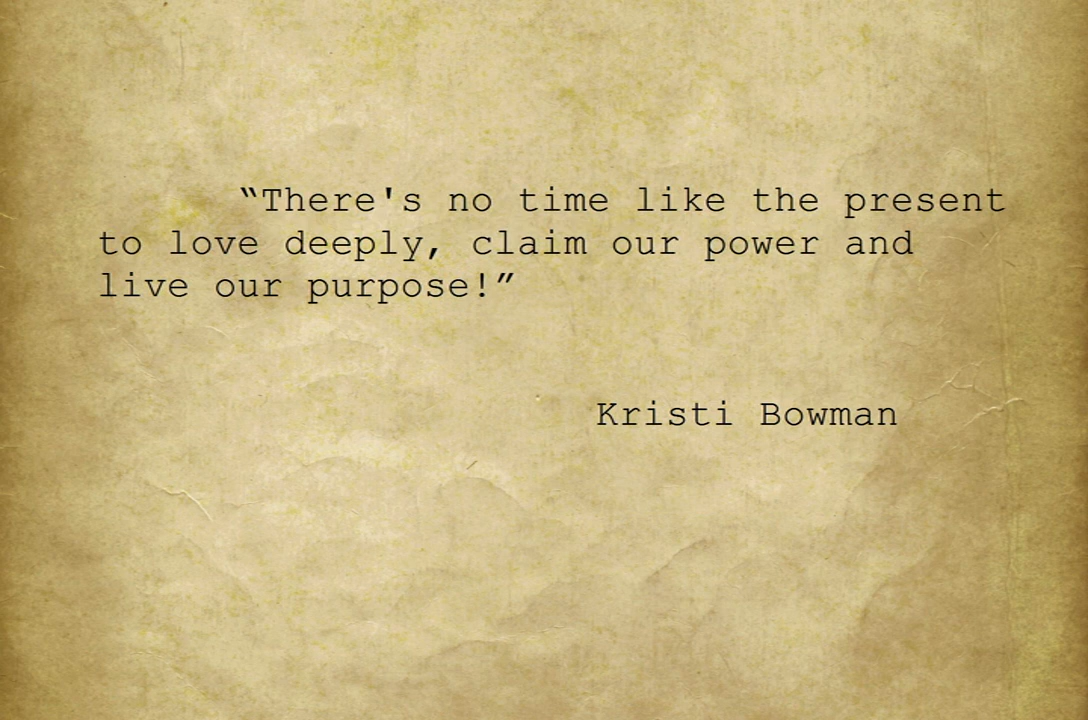 “There's no time like the present
to love deeply, claim our power and
live our purpose!”
Kristi Bowman